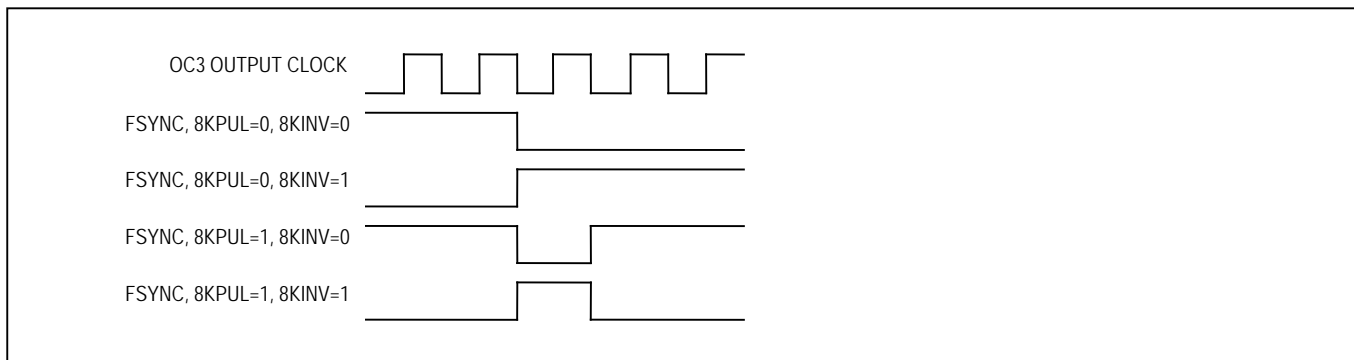 OC3 OUTPUT CLOCK
FSYNC, 8KPUL=0, 8KINV=0
FSYNC, 8KPUL=0, 8KINV=1
FSYNC, 8KPUL=1, 8KINV=0
FSYNC, 8KPUL=1, 8KINV=1